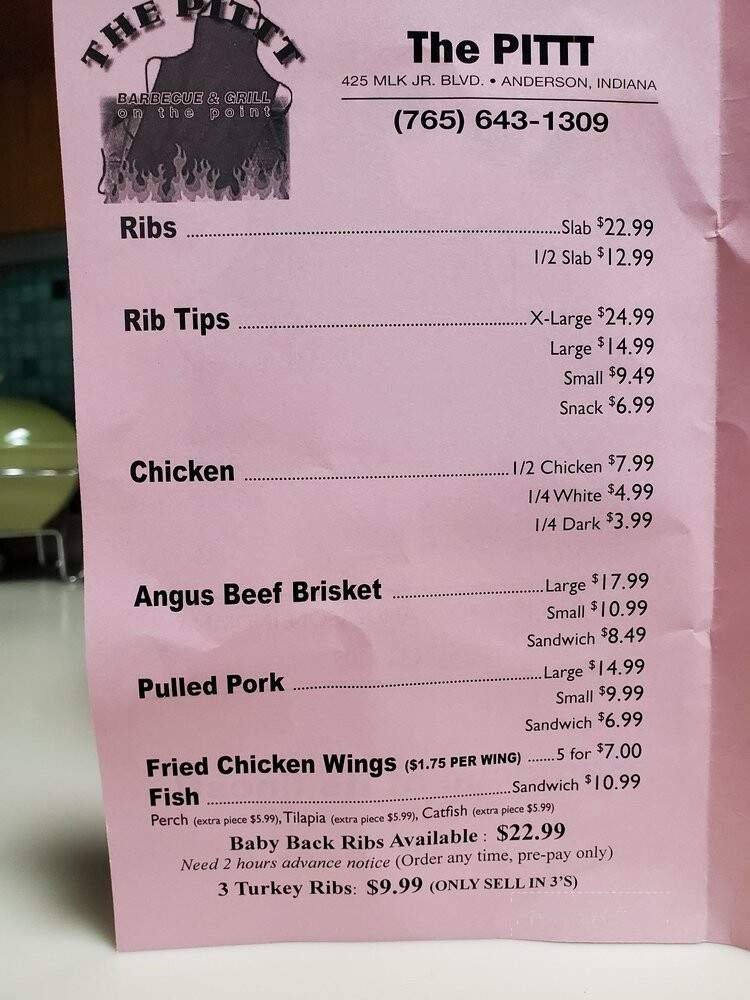 THE PITTT
BARBECUE & GRILL
on the point
The PITTT
425 MLK JR. BLVD. • ANDERSON, INDIANA
(765) 643-1309
Ribs ..... Slab $22.99
1/2 Slab $12.99
Rib Tips ..... X-Large $24.99
Large $14.99
Small $9.49
Snack $6.99
Chicken ..... 1/2 Chicken $7.99
1/4 White $4.99
1/4 Dark $3.99
Angus Beef Brisket ..... Large $17.99
Small $10.99
Sandwich $8.49
Pulled Pork ..... Large $14.99
Small $9.99
Sandwich $6.99
Fried Chicken Wings ($1.75 PER WING) ..... 5 for $7.00
Fish ..... Sandwich $10.99
Perch (extra piece $5.99), Tilapia (extra piece $5.99), Catfish (extra piece $5.99)
Baby Back Ribs Available : $22.99
Need 2 hours advance notice (Order any time, pre-pay only)
3 Turkey Ribs: $9.99 (ONLY SELL IN 3'S)